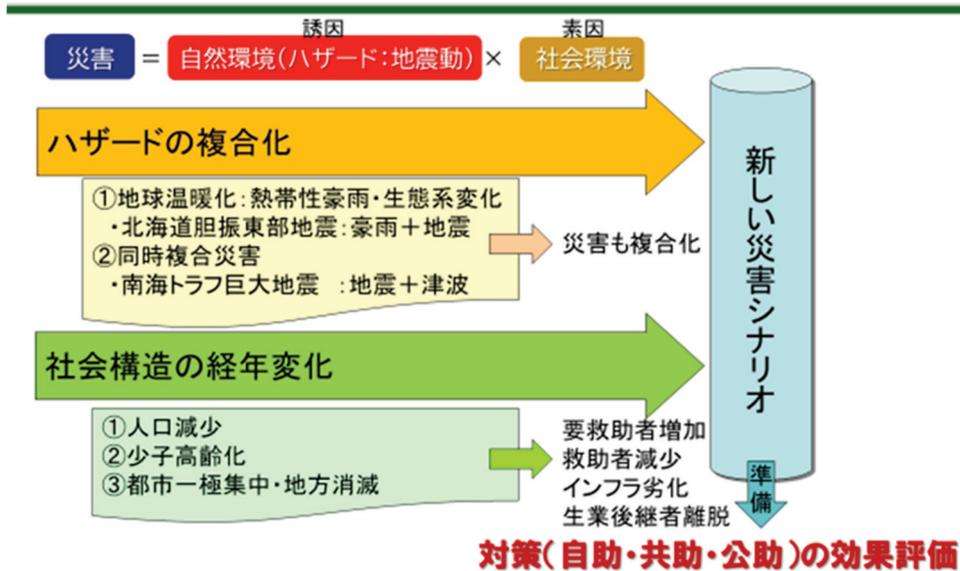 誘因
素因
災害 = 自然環境(ハザード:地震動) × 社会環境
ハザードの複合化
①地球温暖化:熱帯性豪雨・生態系変化
・北海道胆振東部地震:豪雨+地震
②同時複合災害
・南海トラフ巨大地震 :地震+津波
災害も複合化
社会構造の経年変化
①人口減少
②少子高齢化
③都市一極集中・地方消滅
要救助者増加
救助者減少
インフラ劣化
生業後継者離脱
新しい災害シナリオ
準備
対策(自助・共助・公助)の効果評価